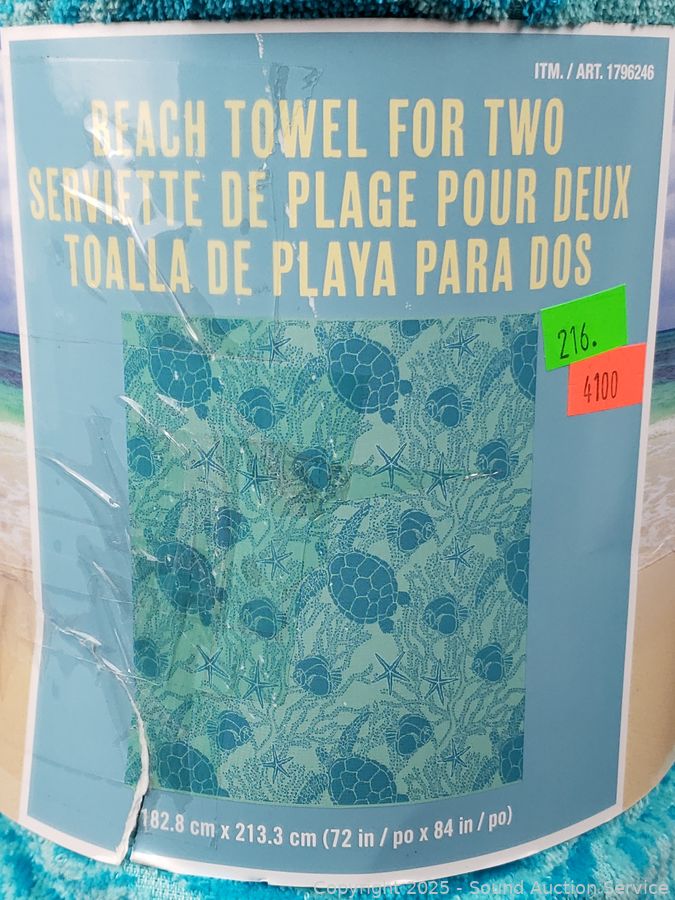 ITM. / ART. 1796246
BEACH TOWEL FOR TWO
SERVIETTE DE PLAGE POUR DEUX
TOALLA DE PLAYA PARA DOS
216.
4100
182.8 cm x 213.3 cm (72 in / po x 84 in / po)
Copyright 2025 - Sound Auction Service